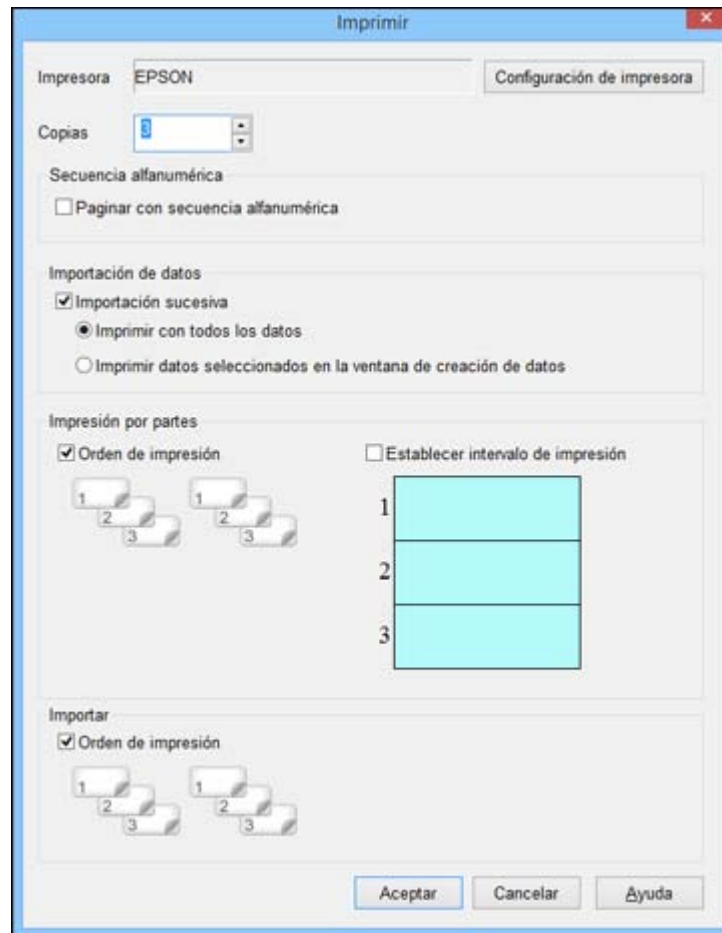 Imprimir
Impresora EPSON Configuración de impresora
Copias 3
Secuencia alfanumérica
Paginar con secuencia alfanumérica
Importación de datos
Importación sucesiva
Imprimir con todos los datos
Imprimir datos seleccionados en la ventana de creación de datos
Impresión por partes
Orden de impresión Establecer intervalo de impresión
1 1 1
2 2
3 3
2
3
Importar
Orden de impresión
1 1
2 2
3 3
Aceptar Cancelar Ayuda